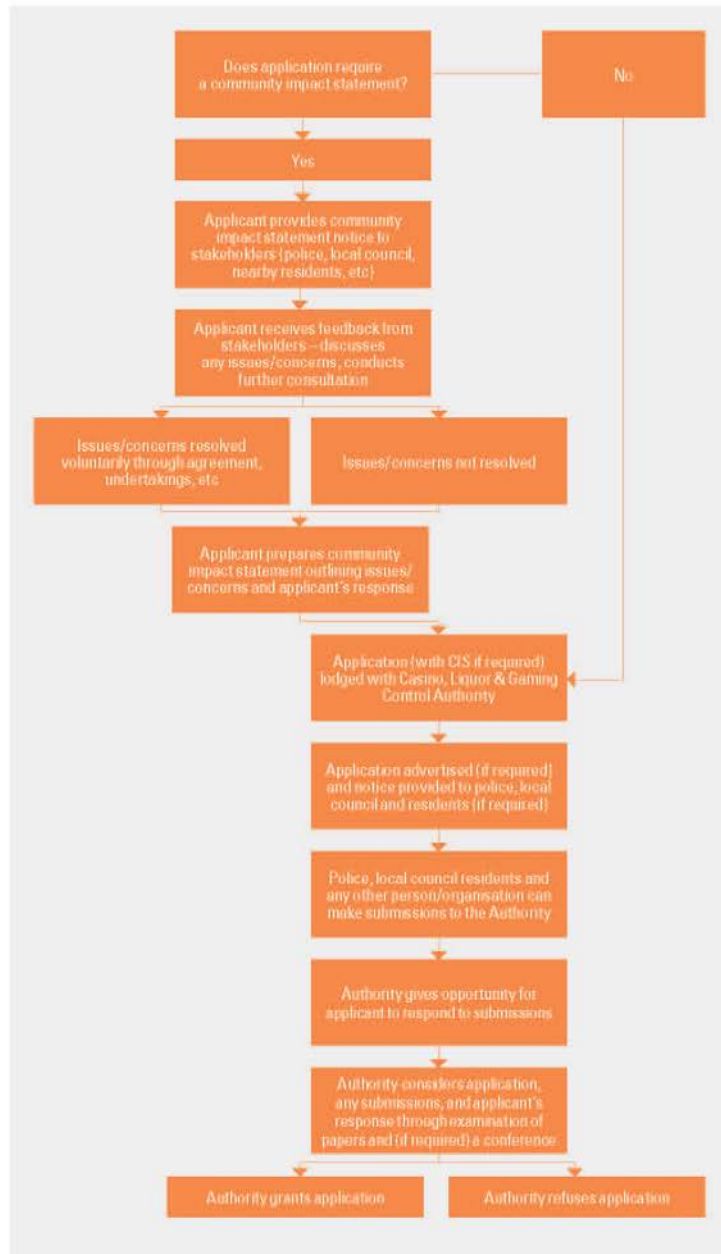 Does application require
a community impact statement?
No
Yes
Applicant provides community
impact statement notice to
stakeholders (police, local council,
nearby residents, etc)
Applicant receives feedback from
stakeholders – discusses
any issues/concerns, conducts
further consultation
Issues/concerns resolved
voluntarily through agreement,
undertakings, etc
Issues/concerns not resolved
Applicant prepares community
impact statement outlining issues/
concerns and applicant's response
Application (with CIS if required)
lodged with Casino, Liquor & Gaming
Control Authority
Application advertised (if required)
and notice provided to police, local
council and residents (if required)
Police, local council residents and
any other person/organisation can
make submissions to the Authority
Authority gives opportunity for
applicant to respond to submissions
Authority considers application,
any submissions, and applicant's
response through examination of
papers and (if required) a conference
Authority grants application
Authority refuses application